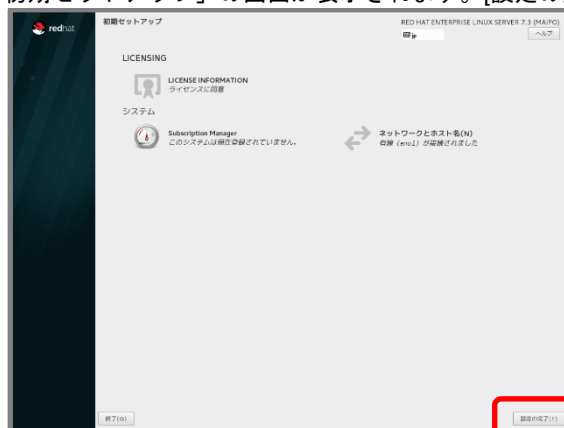 初期セットアップ」の画面が表示されます。[設定の
redhat
初期セットアップ
RED HAT ENTERPRISE LINUX SERVER 7.3 (MAIPO)
jp
ヘルプ
LICENSING
LICENSE INFORMATION
ライセンスに同意
システム
Subscription Manager
このシステムは現在登録されていません。
ネットワークとホスト名(N)
有線 (eno1) が接続されました
終了(Q)
設定の完了(F)